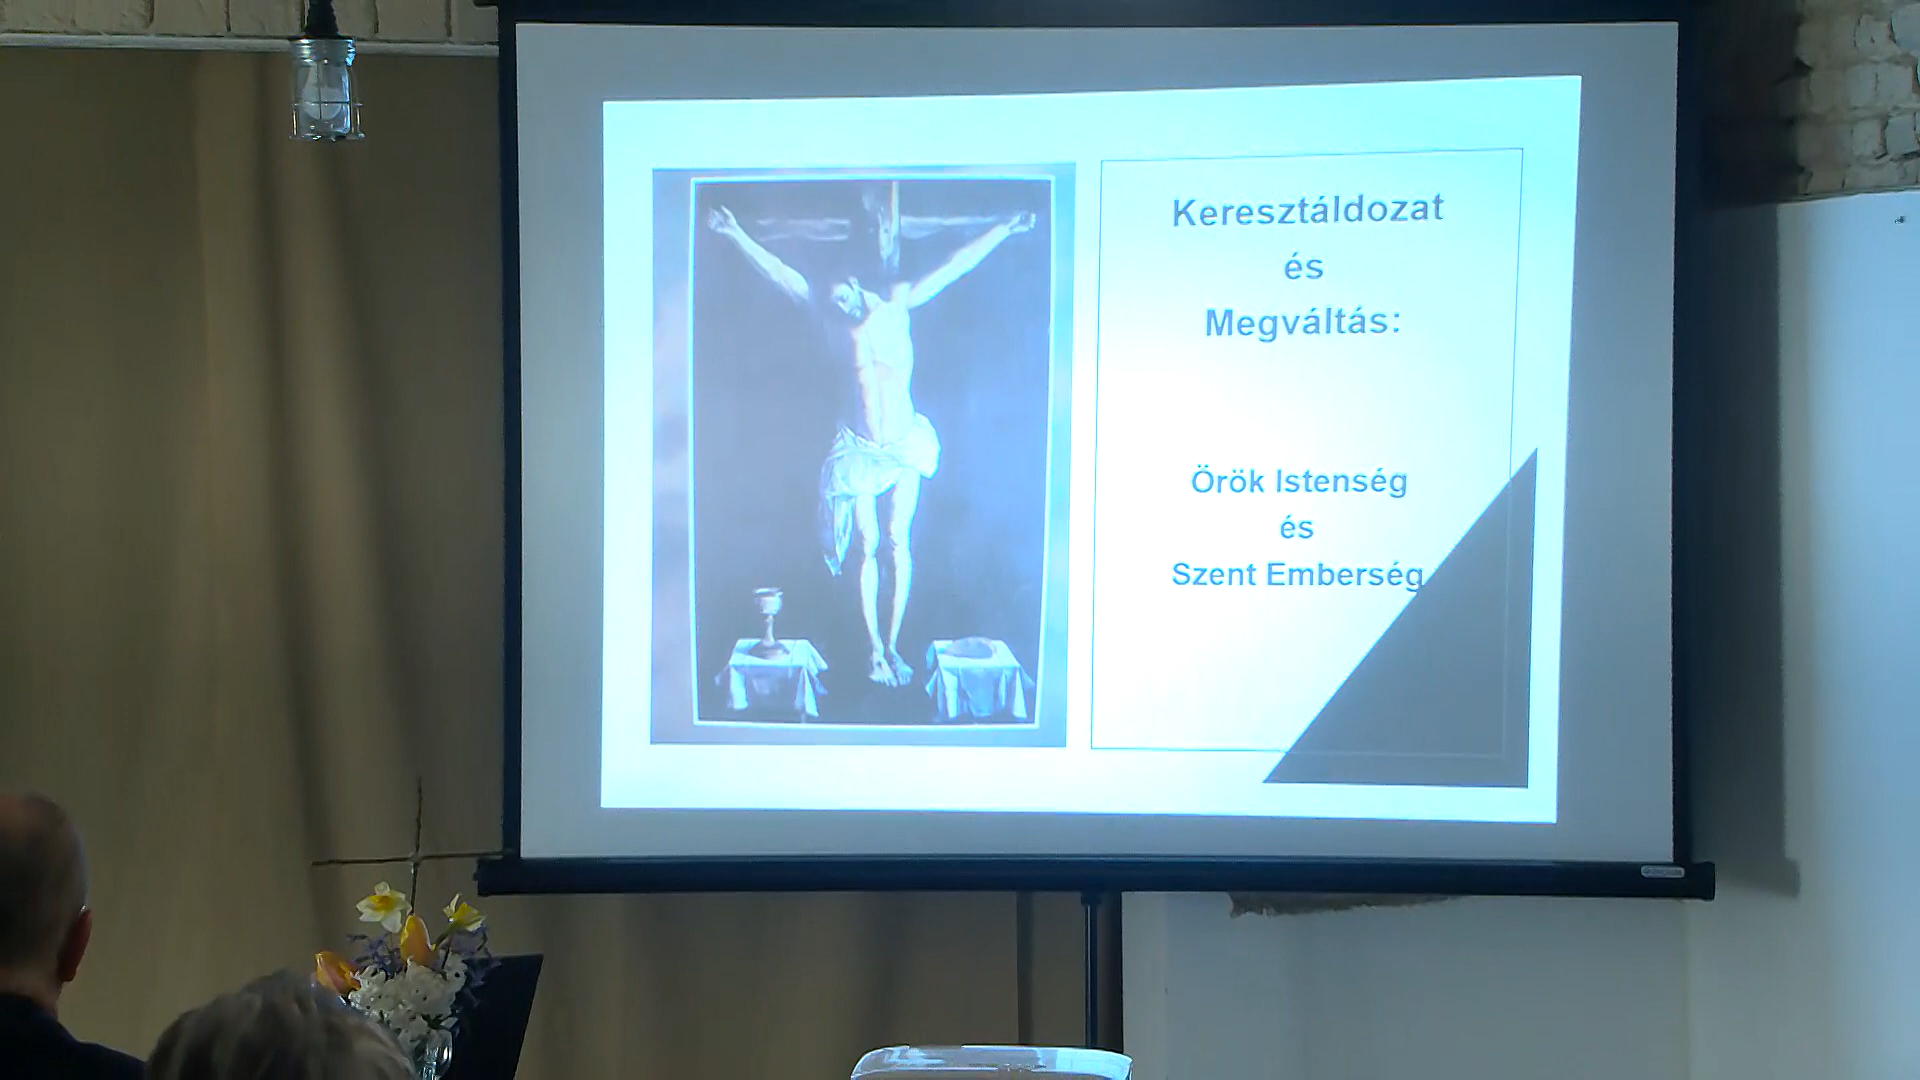 Keresztáldozat
és
Megváltás:
Örök Istenség
és
Szent Emberség